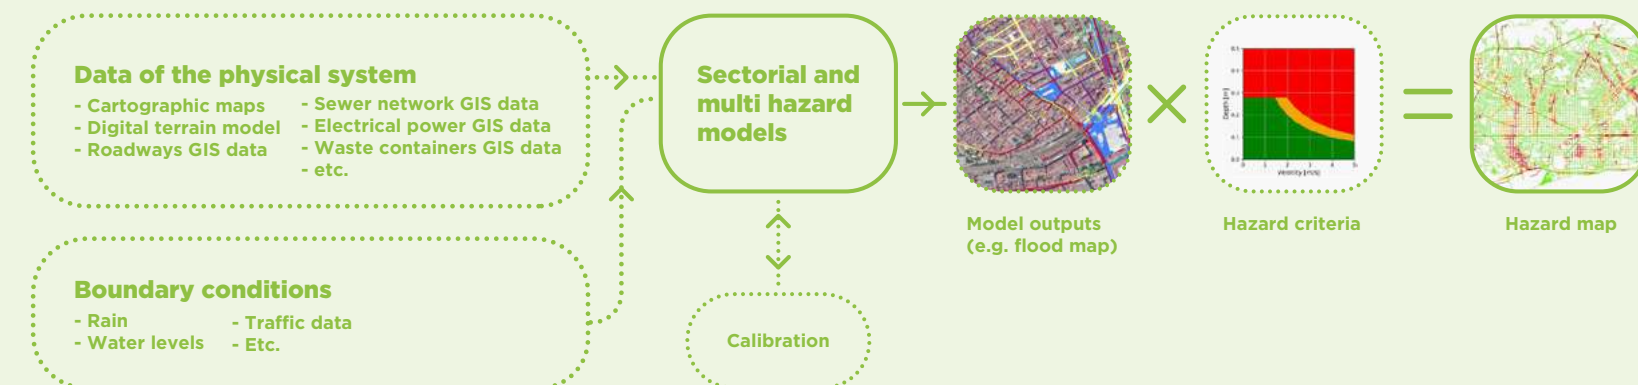 Data of the physical system
- Cartographic maps
- Digital terrain model
- Roadways GIS data
- Sewer network GIS data
- Electrical power GIS data
- Waste containers GIS data
- etc.
Boundary conditions
- Rain
- Water levels
- Traffic data
- Etc.
Sectorial and
multi hazard
models
Calibration
Model outputs
(e.g. flood map)
Depth [m]
Velocity [m/s]
Hazard criteria
Hazard map